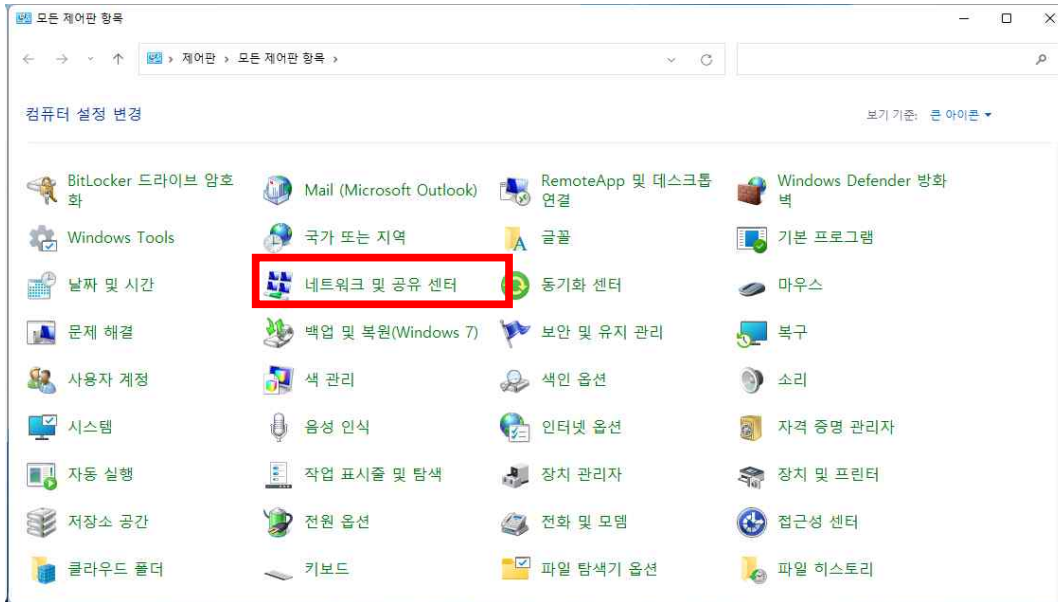 모든 제어판 항목
제어판 › 모든 제어판 항목 ›
컴퓨터 설정 변경
보기 기준: 큰 아이콘
BitLocker 드라이브 암호
화
Mail (Microsoft Outlook)
RemoteApp 및 데스크톱
연결
Windows Defender 방화
벽
Windows Tools
국가 또는 지역
글꼴
기본 프로그램
날짜 및 시간
네트워크 및 공유 센터
동기화 센터
마우스
문제 해결
백업 및 복원(Windows 7)
보안 및 유지 관리
복구
사용자 계정
색 관리
색인 옵션
소리
시스템
음성 인식
인터넷 옵션
자격 증명 관리자
자동 실행
작업 표시줄 및 탐색
장치 관리자
장치 및 프린터
저장소 공간
전원 옵션
전화 및 모뎀
접근성 센터
클라우드 폴더
키보드
파일 탐색기 옵션
파일 히스토리